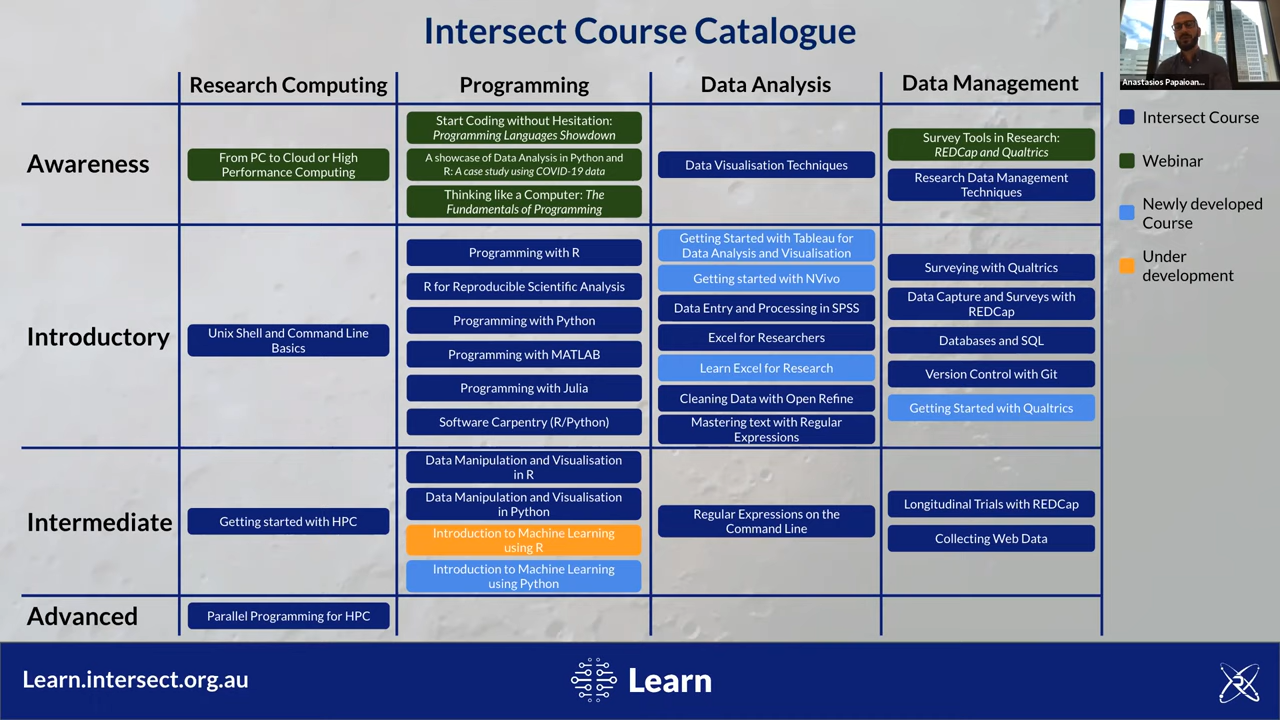 Intersect Course Catalogue
Anastasios Papaioan...
Research Computing
Programming
Data Analysis
Data Management
Intersect Course
Webinar
Newly developed
Course
Under
development
Awareness
From PC to Cloud or High
Performance Computing
Start Coding without Hesitation:
Programming Languages Showdown
A showcase of Data Analysis in Python and
R: A case study using COVID-19 data
Thinking like a Computer: The
Fundamentals of Programming
Data Visualisation Techniques
Survey Tools in Research:
REDCap and Qualtrics
Research Data Management
Techniques
Introductory
Unix Shell and Command Line
Basics
Programming with R
R for Reproducible Scientific Analysis
Programming with Python
Programming with MATLAB
Programming with Julia
Software Carpentry (R/Python)
Getting Started with Tableau for
Data Analysis and Visualisation
Getting started with NVivo
Data Entry and Processing in SPSS
Excel for Researchers
Learn Excel for Research
Cleaning Data with Open Refine
Mastering text with Regular
Expressions
Surveying with Qualtrics
Data Capture and Surveys with
REDCap
Databases and SQL
Version Control with Git
Getting Started with Qualtrics
Intermediate
Getting started with HPC
Data Manipulation and Visualisation
in R
Data Manipulation and Visualisation
in Python
Introduction to Machine Learning
using R
Introduction to Machine Learning
using Python
Regular Expressions on the
Command Line
Longitudinal Trials with REDCap
Collecting Web Data
Advanced
Parallel Programming for HPC
Learn.intersect.org.au
Learn